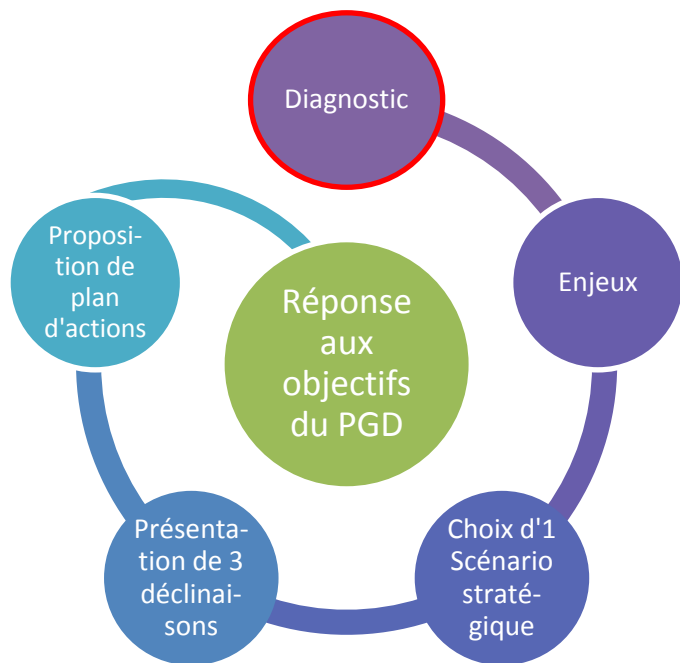 Diagnostic
Enjeux
Choix d'1
Scénario
straté-
gique
Présenta-
tion de 3
déclinai-
sons
Proposi-
tion de
plan
d'actions
Réponse
aux
objectifs
du PGD